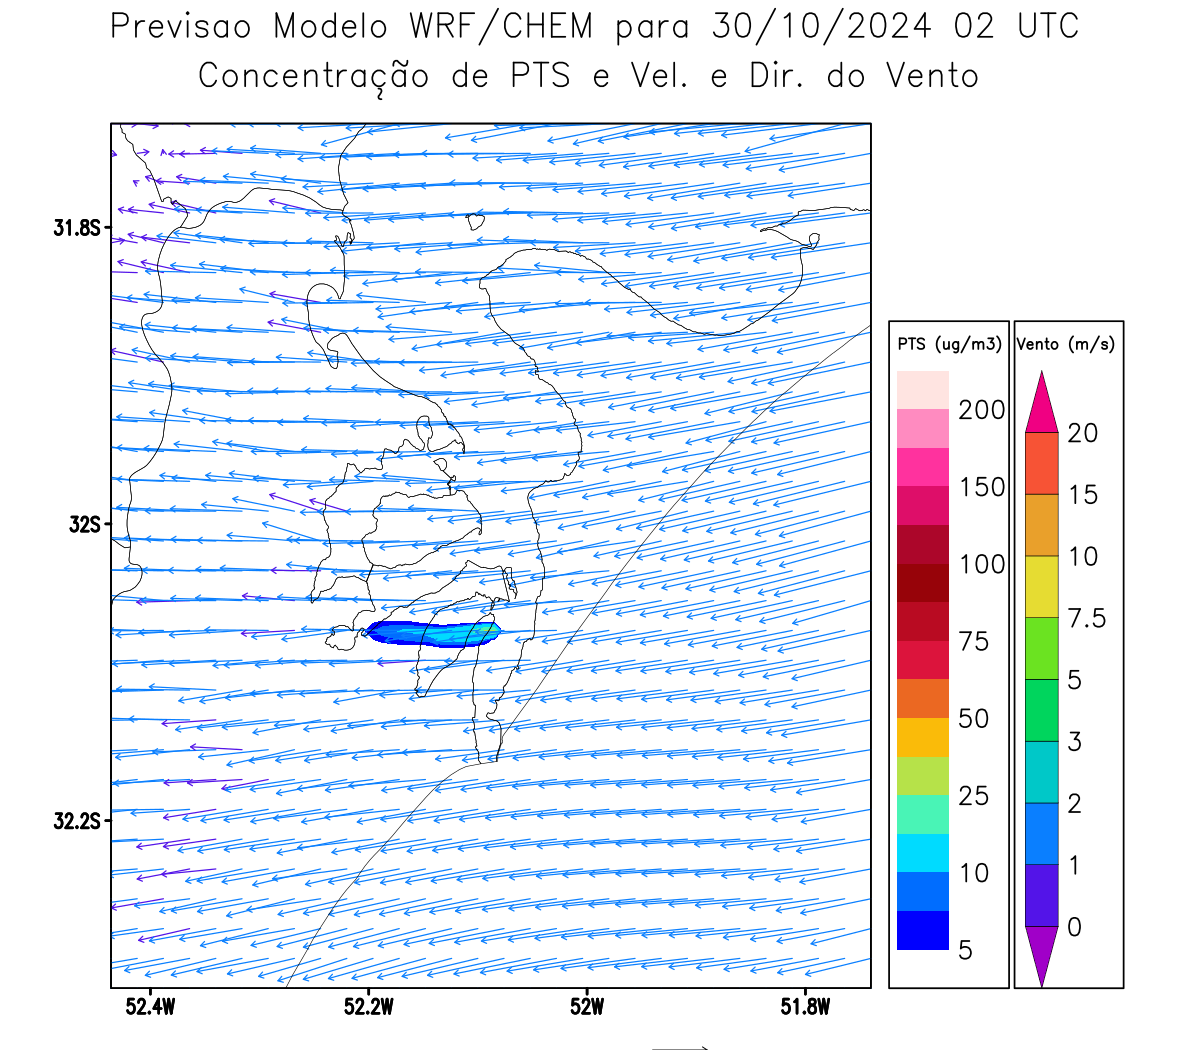 Previsao Modelo WRF/CHEM para 30/10/2024 02 UTC
Concentração de PTS e Vel. e Dir. do Vento
31.8S
32S
32.2S
52.4W
52.2W
52W
51.8W
PTS (ug/m3)
200
150
100
75
50
25
10
5
Vento (m/s)
20
15
10
7.5
5
3
2
1
0